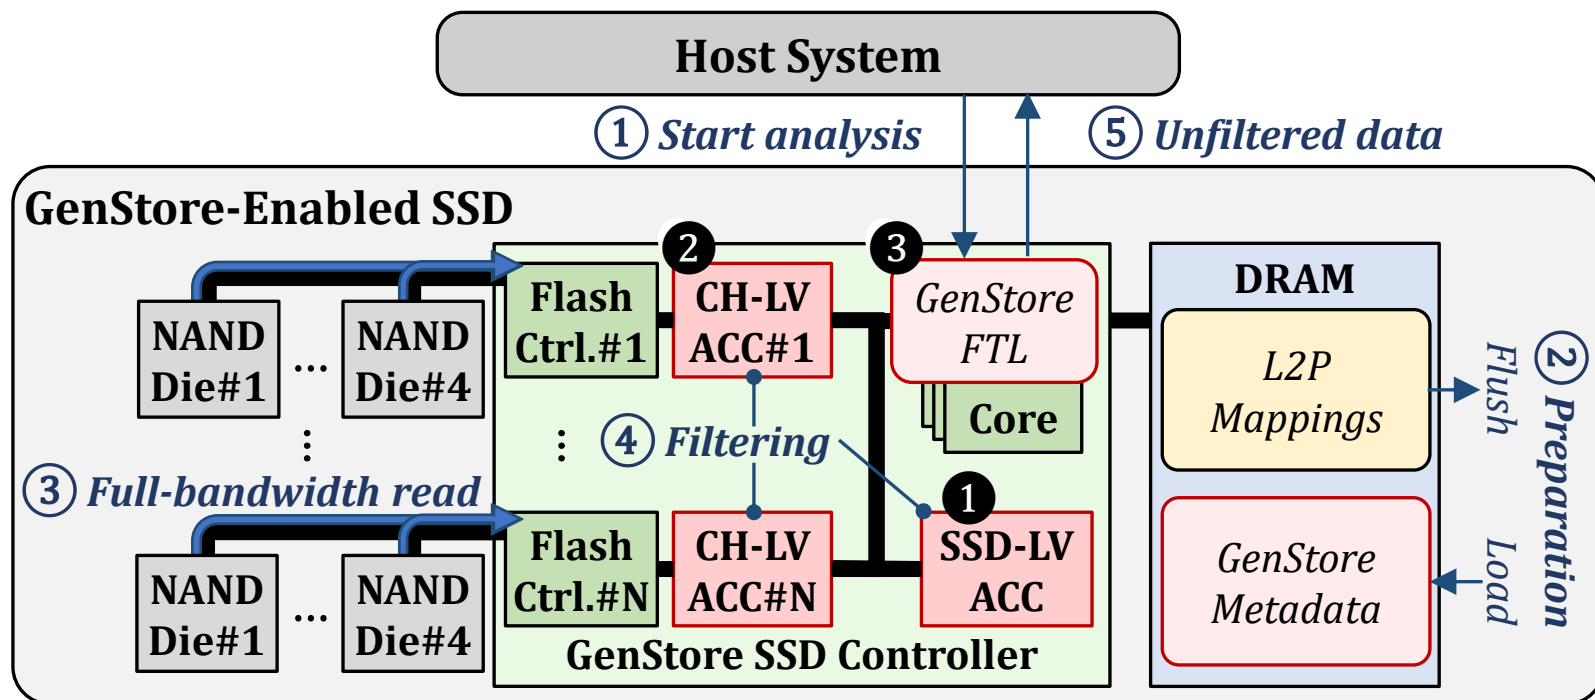 Host System
① Start analysis
⑤ Unfiltered data
GenStore-Enabled SSD
❷
❸
Flash
Ctrl.#1
CH-LV
ACC#1
GenStore
FTL
Core
DRAM
L2P
Mappings
Flush
② Preparation
NAND
Die#1
...
NAND
Die#4
⋮
⋮
④ Filtering
③ Full-bandwidth read
❶
Flash
Ctrl.#N
CH-LV
ACC#N
SSD-LV
ACC
GenStore
Metadata
Load
NAND
Die#1
...
NAND
Die#4
GenStore SSD Controller